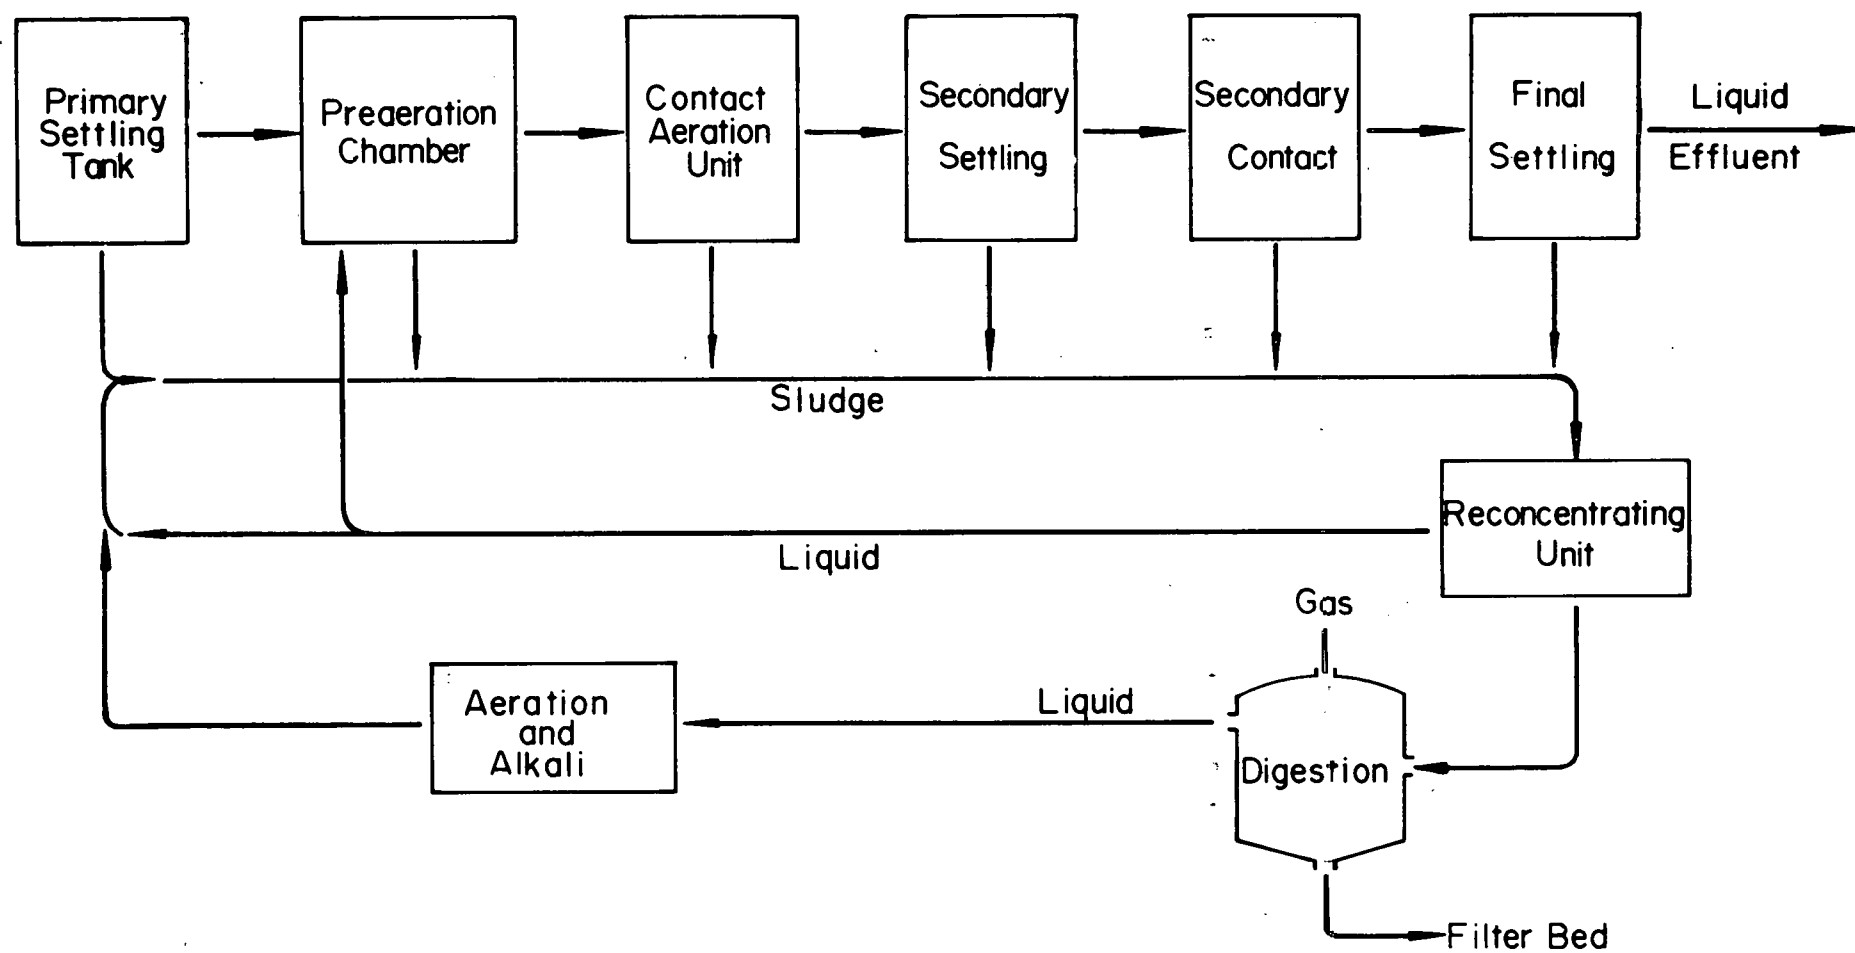 Primary
Settling
Tank
Preaeration
Chamber
Contact
Aeration
Unit
Secondary
Settling
Secondary
Contact
Final
Settling
Liquid
Effluent
Sludge
Reconcentrating
Unit
Liquid
Gas
Aeration
and
Alkali
Liquid
Digestion
Filter Bed